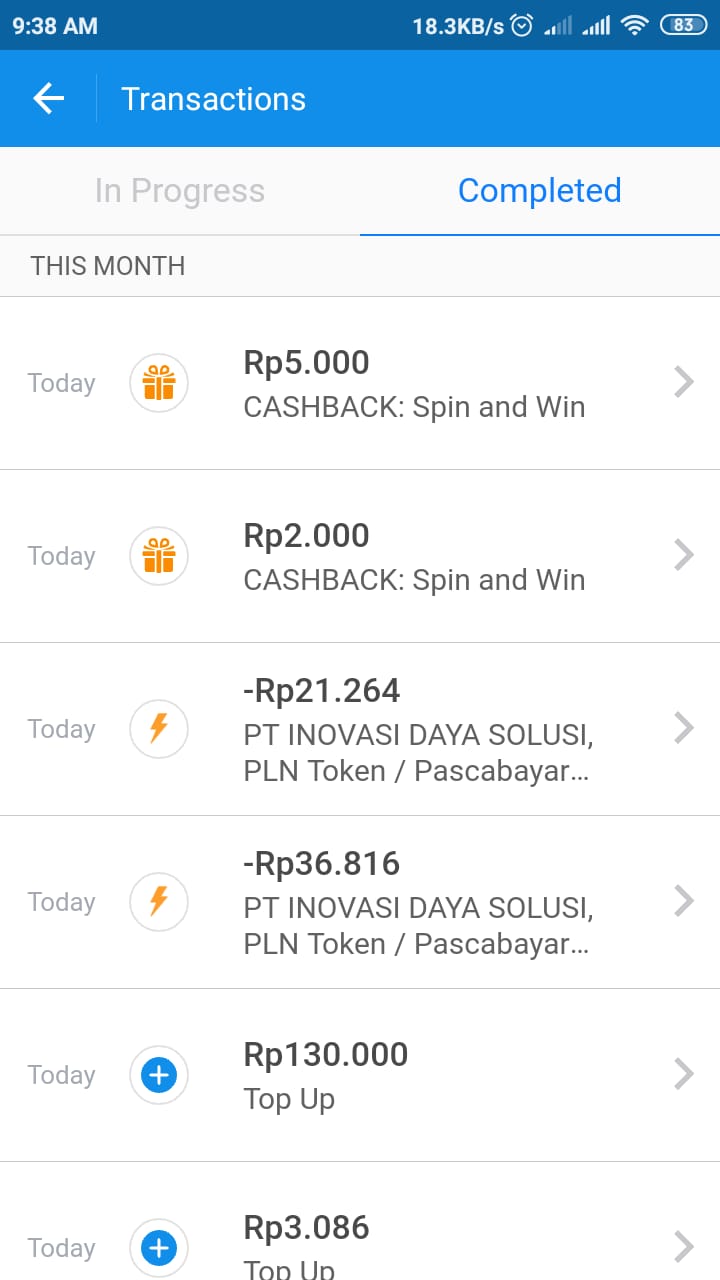 9:38 AM 18.3KB/s 83
Transactions
In Progress Completed
THIS MONTH
Today
Rp5.000
CASHBACK: Spin and Win
Today
Rp2.000
CASHBACK: Spin and Win
Today
-Rp21.264
PT INOVASI DAYA SOLUSI,
PLN Token / Pascabayar...
Today
-Rp36.816
PT INOVASI DAYA SOLUSI,
PLN Token / Pascabayar...
Today
Rp130.000
Top Up
Today
Rp3.086
Top Up